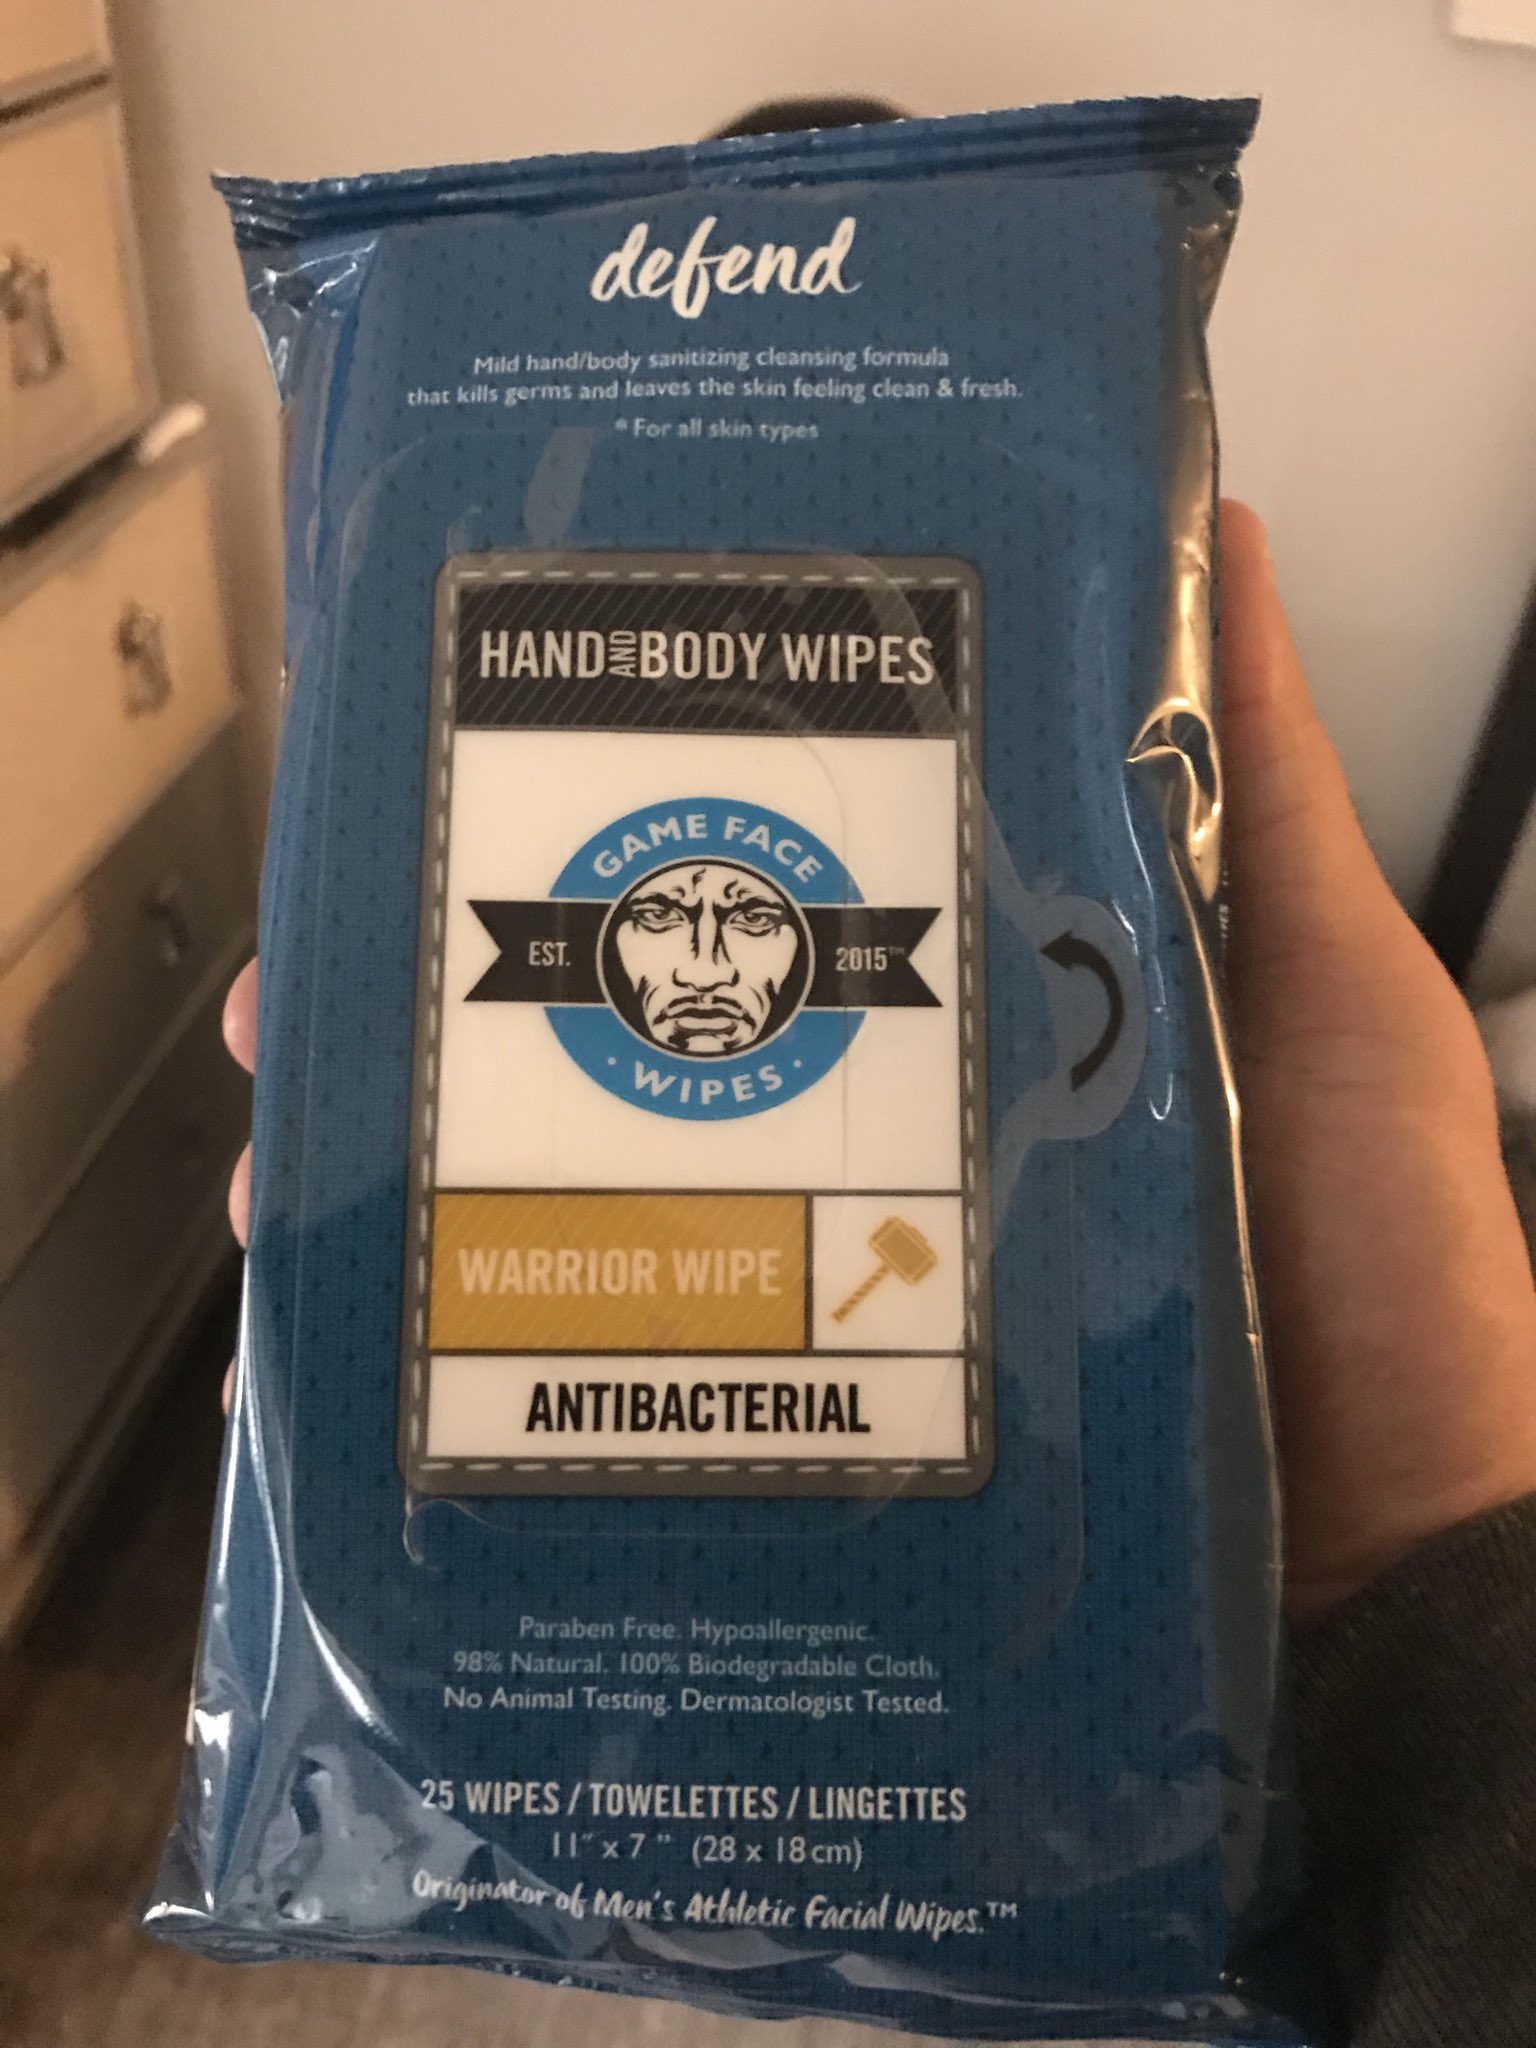 defend
Mild hand/body sanitizing cleansing formula
that kills germs and leaves the skin feeling clean & fresh.
* For all skin types
HAND AND BODY WIPES
GAME FACE
EST. 2015™
· WIPES ·
WARRIOR WIPE
ANTIBACTERIAL
Paraben Free. Hypoallergenic.
98% Natural. 100% Biodegradable Cloth.
No Animal Testing. Dermatologist Tested.
25 WIPES / TOWELETTES / LINGETTES
11" x 7 " (28 x 18 cm)
Originator of Men's Athletic Facial Wipes.™